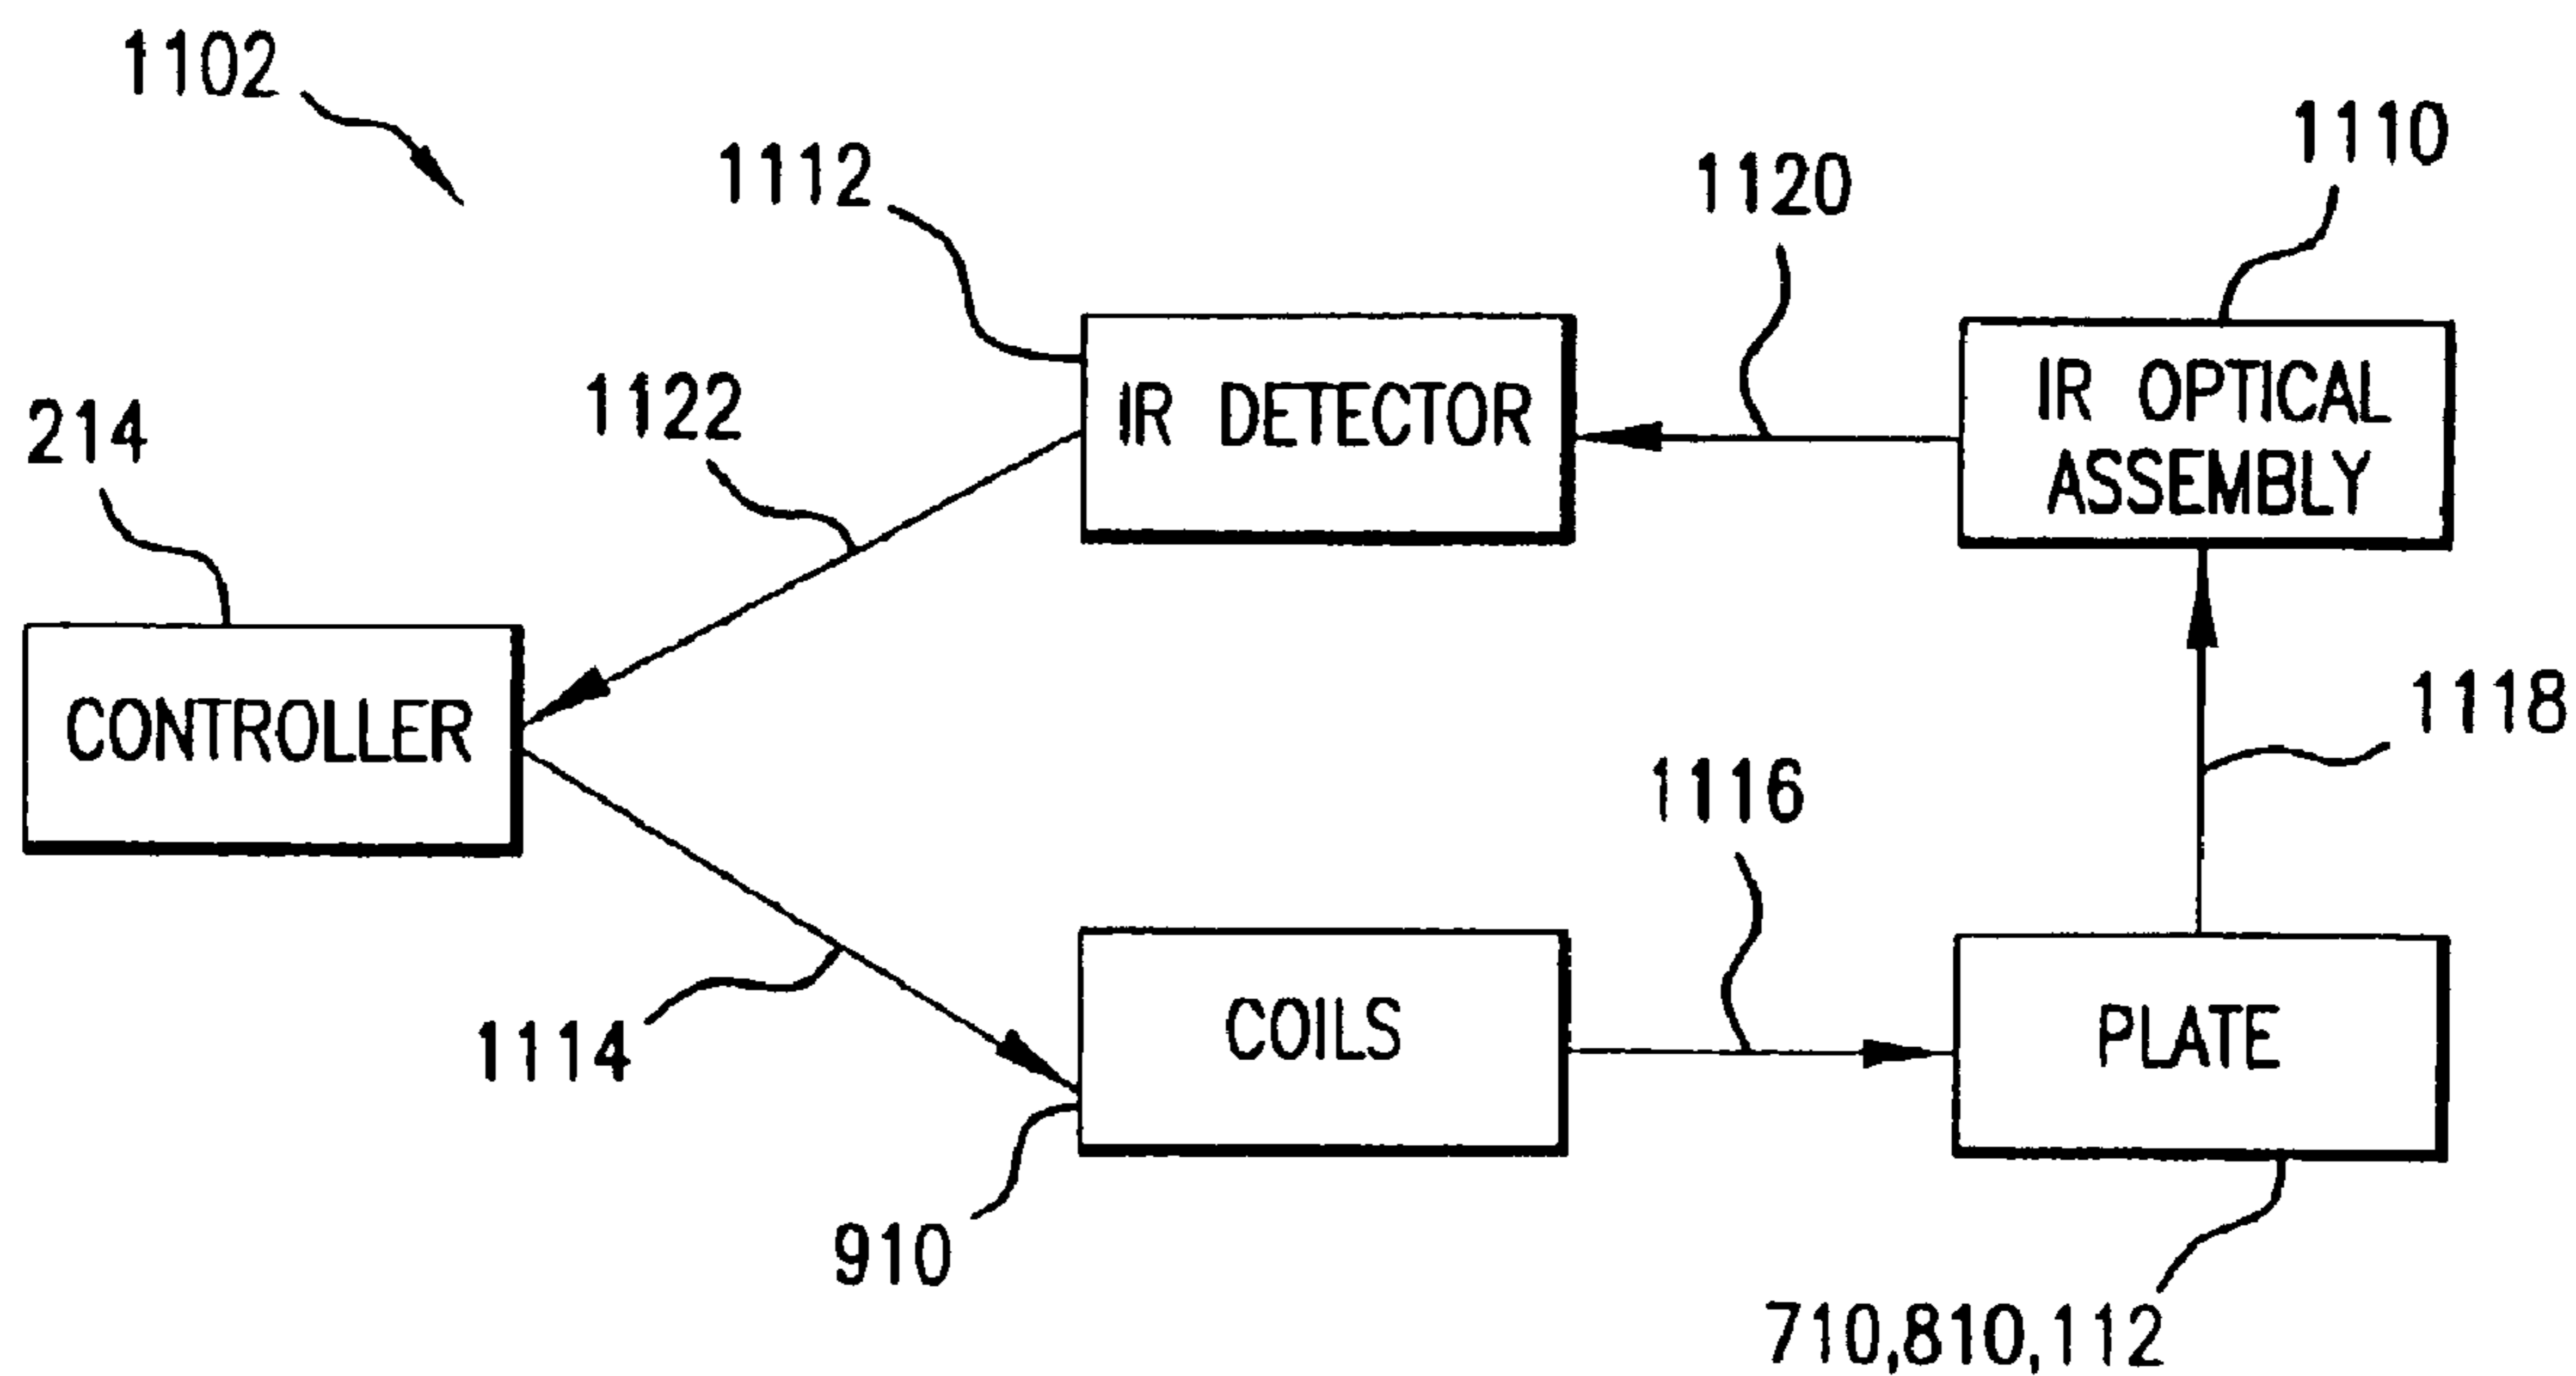 1102
1110
1112
1120
IR OPTICAL
ASSEMBLY
IR DETECTOR
1122
214
CONTROLLER
1118
1116
COILS
PLATE
1114
910
710,810,112